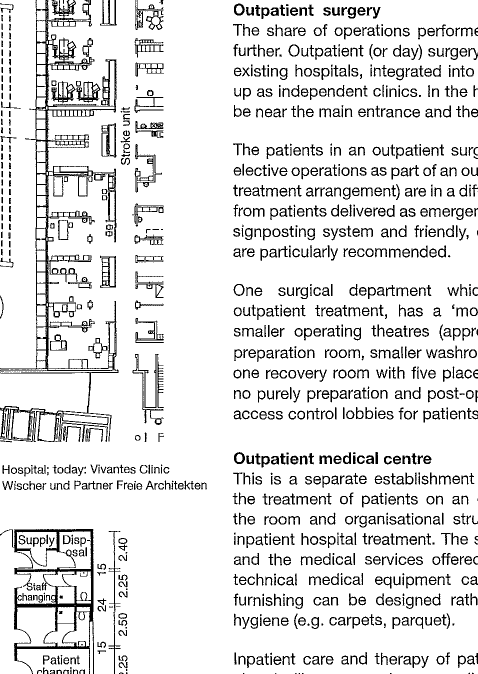 Stroke unit
Hospital; today: Vivantes Clinic
Wischer und Partner Freie Architekten
Supply
Disp-
osal
Staff
changing
Patient
changing
2.40
15
2.25
24
2.50
15
2.25
Outpatient surgery
The share of operations performe
further. Outpatient (or day) surgery
existing hospitals, integrated into
up as independent clinics. In the h
be near the main entrance and the
The patients in an outpatient surg
elective operations as part of an ou
treatment arrangement) are in a dif
from patients delivered as emergen
signposting system and friendly,
are particularly recommended.
One surgical department whic
outpatient treatment, has a ‘mo
smaller operating theatres (appro
preparation room, smaller washro
one recovery room with five place
no purely preparation and post-op
access control lobbies for patients
Outpatient medical centre
This is a separate establishment
the treatment of patients on an
the room and organisational stru
inpatient hospital treatment. The s
and the medical services offered
technical medical equipment ca
furnishing can be designed rath
hygiene (e.g. carpets, parquet).
Inpatient care and therapy of pat